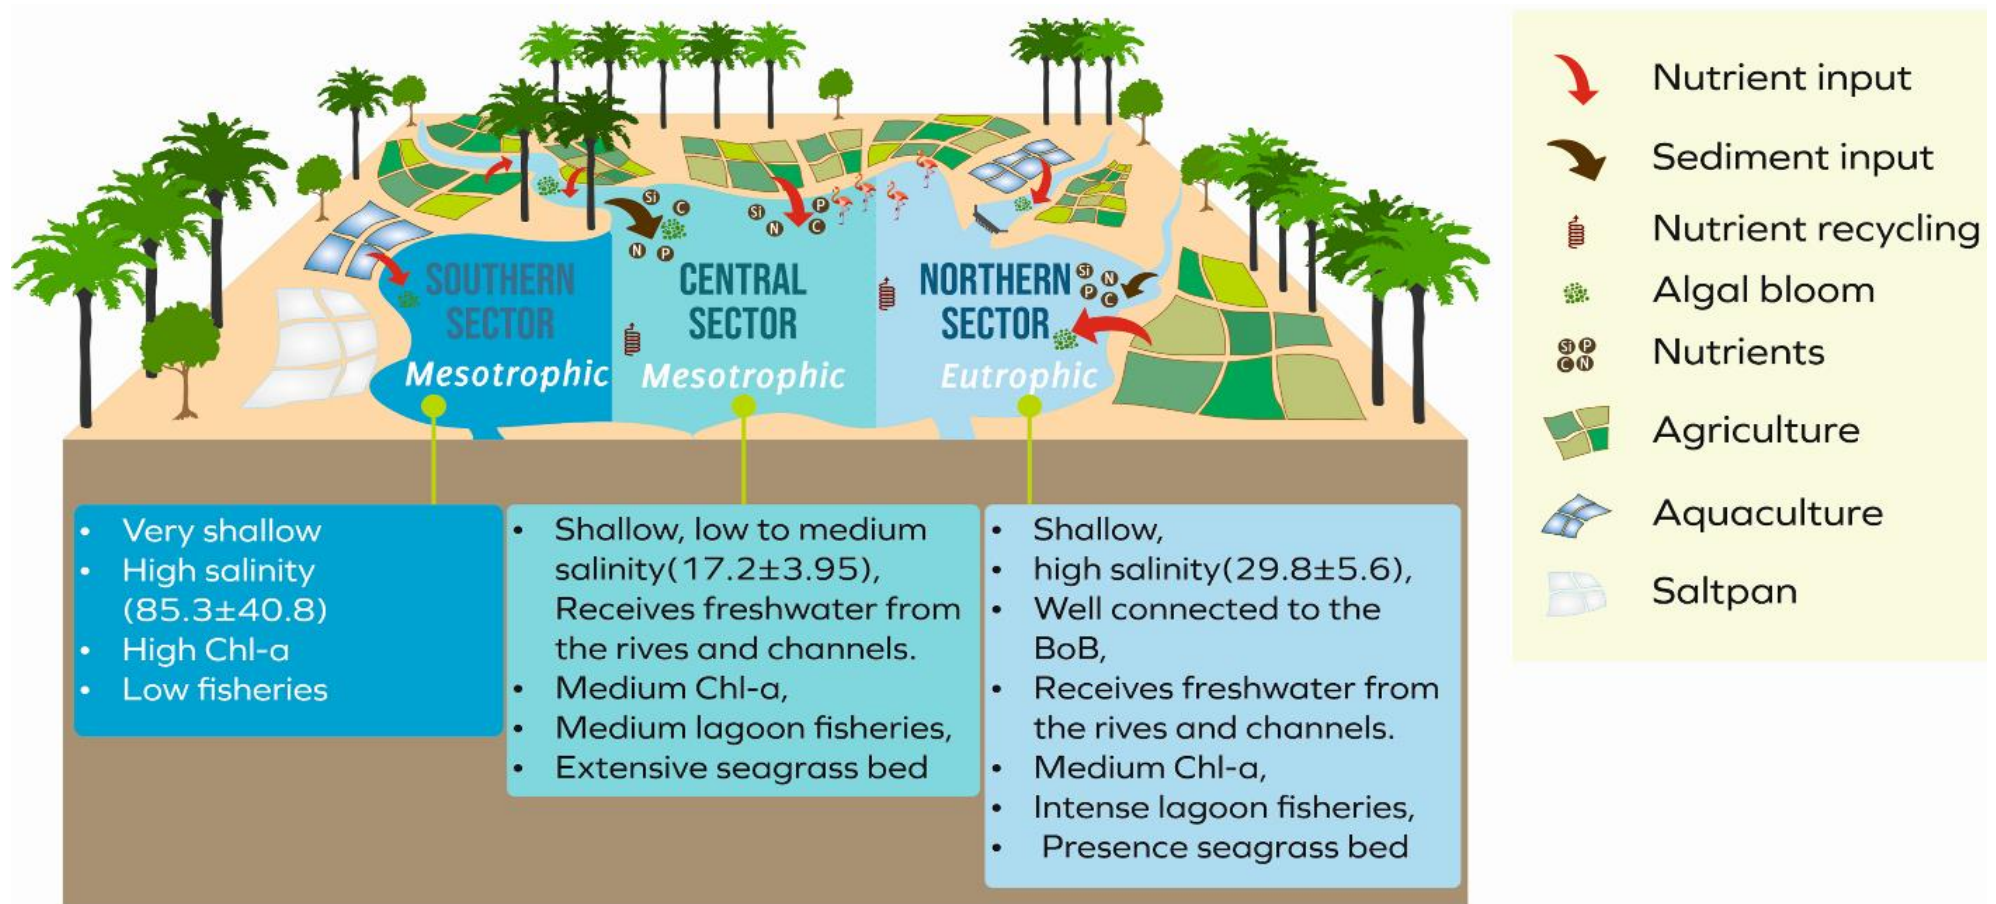 SOUTHERN
SECTOR
Mesotrophic
CENTRAL
SECTOR
Mesotrophic
NORTHERN
SECTOR
Eutrophic
Si
C
N
P
Si
P
N
C
Si
N
P
C
• Very shallow
• High salinity
(85.3±40.8)
• High Chl-a
• Low fisheries
• Shallow, low to medium
salinity(17.2±3.95),
Receives freshwater from
the rives and channels.
• Medium Chl-a,
• Medium lagoon fisheries,
• Extensive seagrass bed
• Shallow,
• high salinity(29.8±5.6),
• Well connected to the
BoB,
• Receives freshwater from
the rives and channels.
• Medium Chl-a,
• Intense lagoon fisheries,
• Presence seagrass bed
Nutrient input
Sediment input
Nutrient recycling
Algal bloom
Si P
C N
Nutrients
Agriculture
Aquaculture
Saltpan